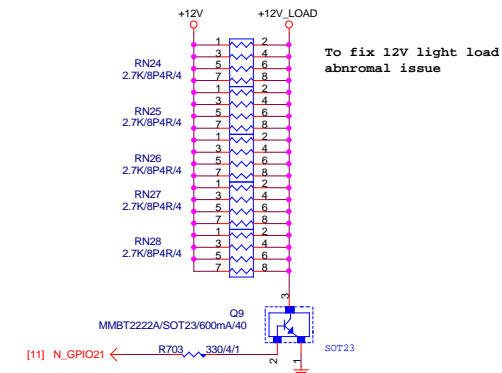 +12V
+12V_LOAD
To fix 12V light load
abnromal issue
1 2
3 4
RN24
5 6
2.7K/8P4R/4
7 8
1 2
3 4
RN25
5 6
2.7K/8P4R/4
7 8
1 2
3 4
RN26
5 6
2.7K/8P4R/4
7 8
1 2
3 4
RN27
5 6
2.7K/8P4R/4
7 8
1 2
3 4
RN28
5 6
2.7K/8P4R/4
7 8
3
Q9
MMBT2222A/SOT23/600mA/40
SOT23
[11] N_GPIO21
R703 330/4/1
2
1